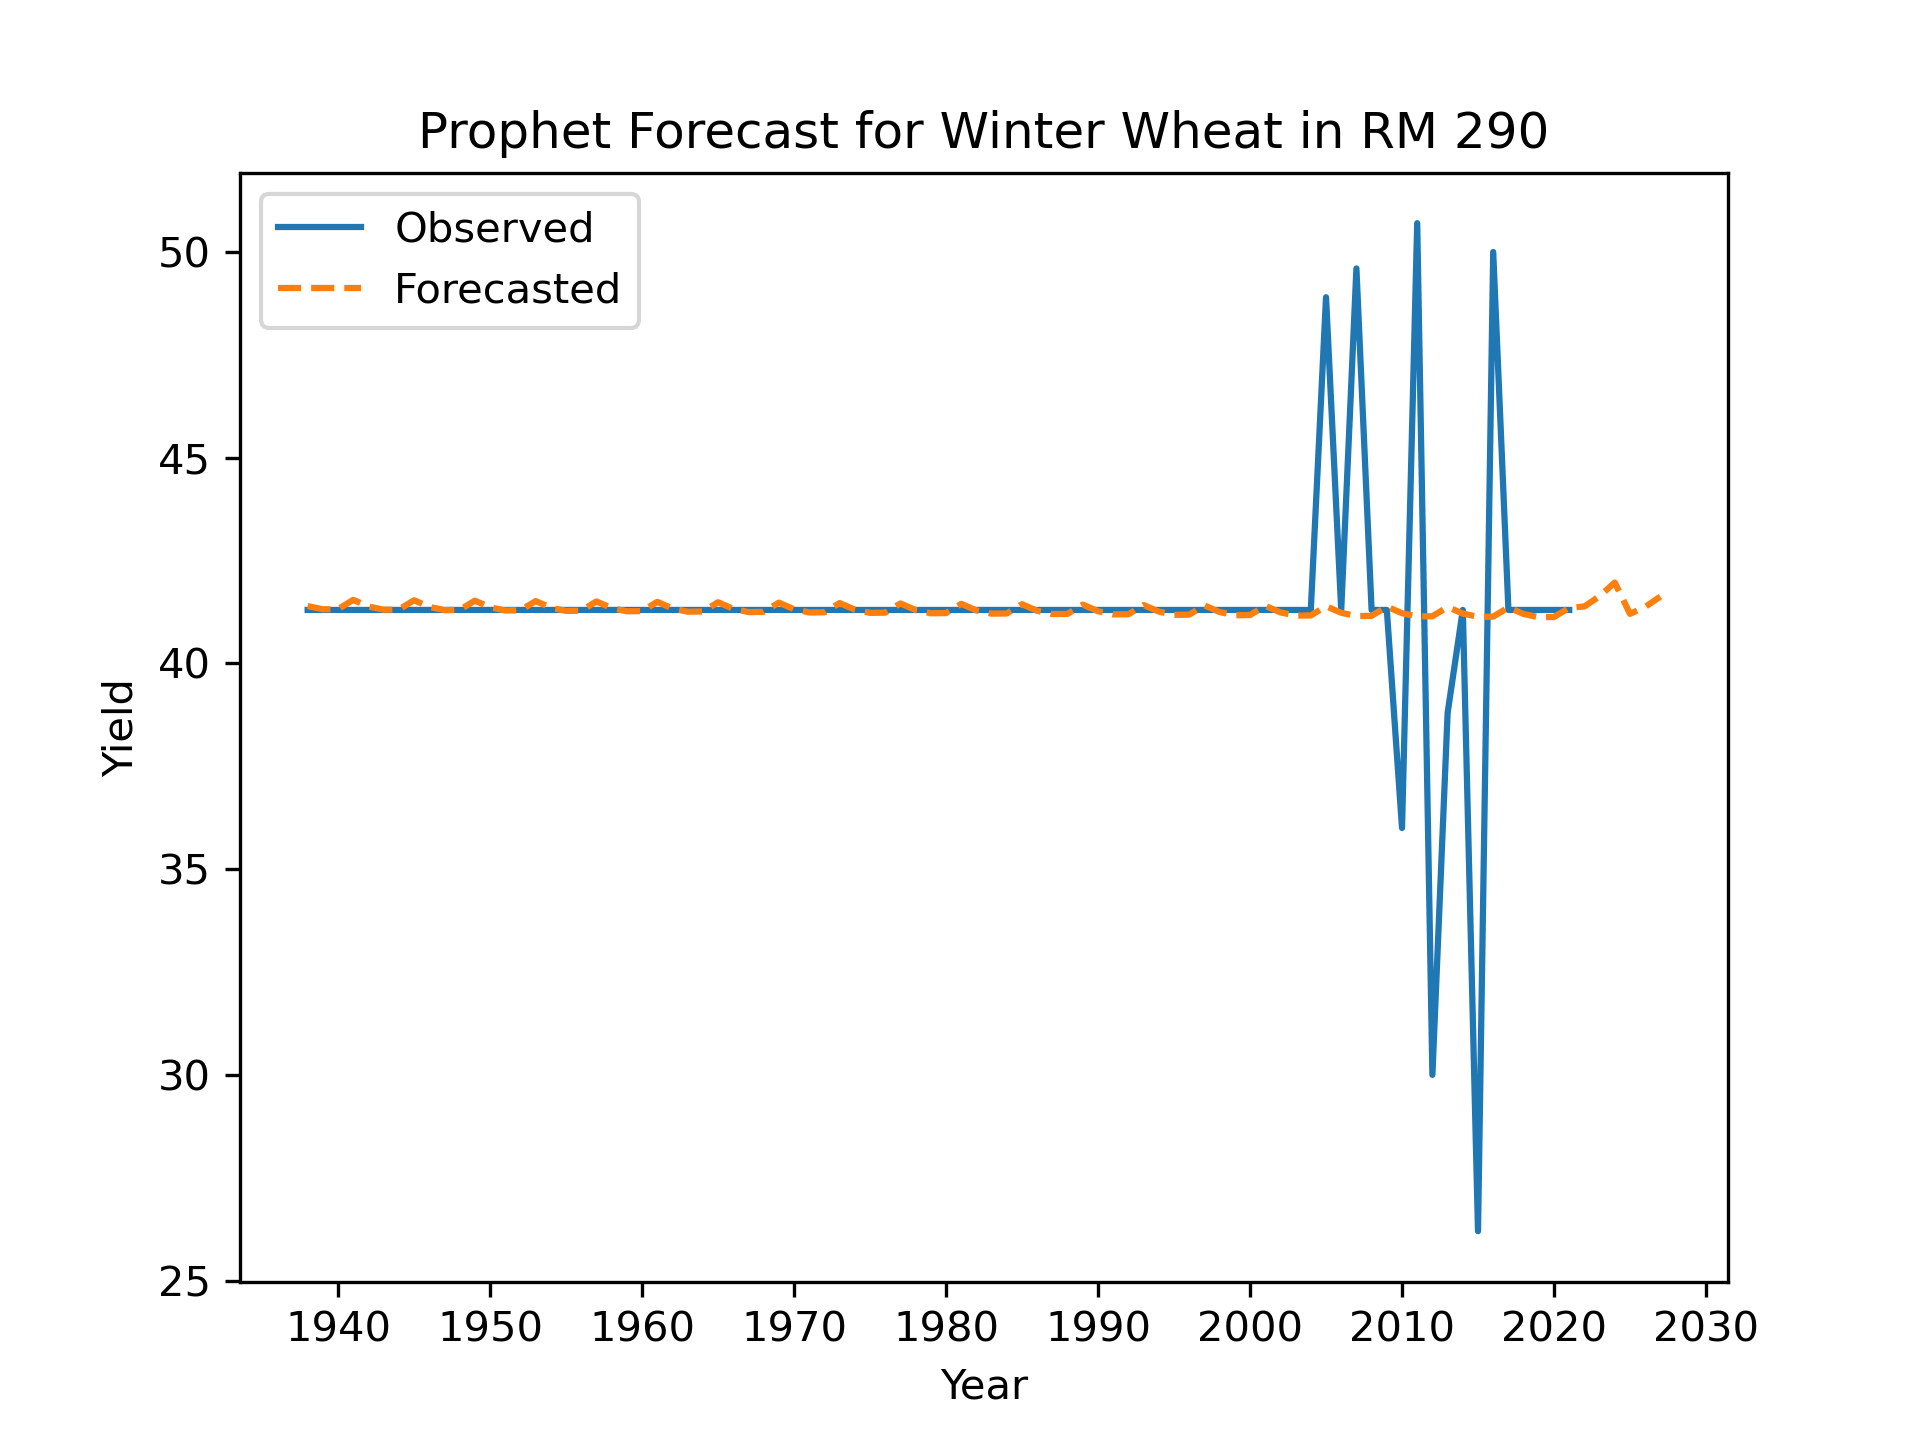 Prophet Forecast for Winter Wheat in RM 290
Observed
Forecasted
50
45
40
35
30
25
Yield
1940 1950 1960 1970 1980 1990 2000 2010 2020 2030
Year